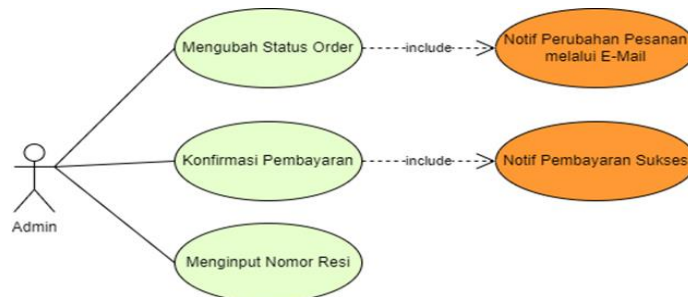 Mengubah Status Order
include
Notif Perubahan Pesanan
melalui E-Mail
Konfirmasi Pembayaran
include
Notif Pembayaran Sukses
Admin
Menginput Nomor Resi